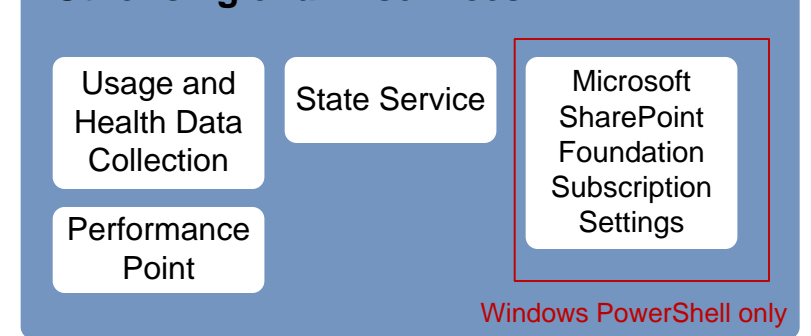 Usage and
Health Data
Collection
State Service
Microsoft
SharePoint
Foundation
Subscription
Settings
Performance
Point
Windows PowerShell only